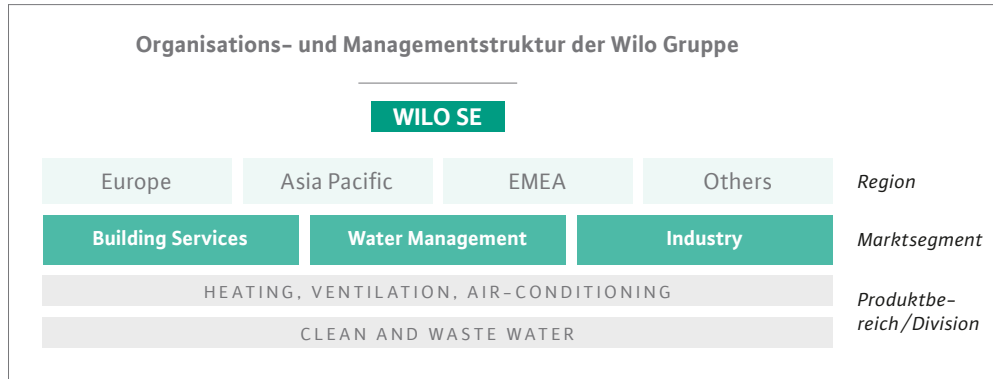 Organisations- und Managementstruktur der Wilo Gruppe
WILO SE
Europe Asia Pacific EMEA Others Region
Building Services Water Management Industry Marktsegment
HEATING, VENTILATION, AIR-CONDITIONING
CLEAN AND WASTE WATER
Produktbe-
reich/Division